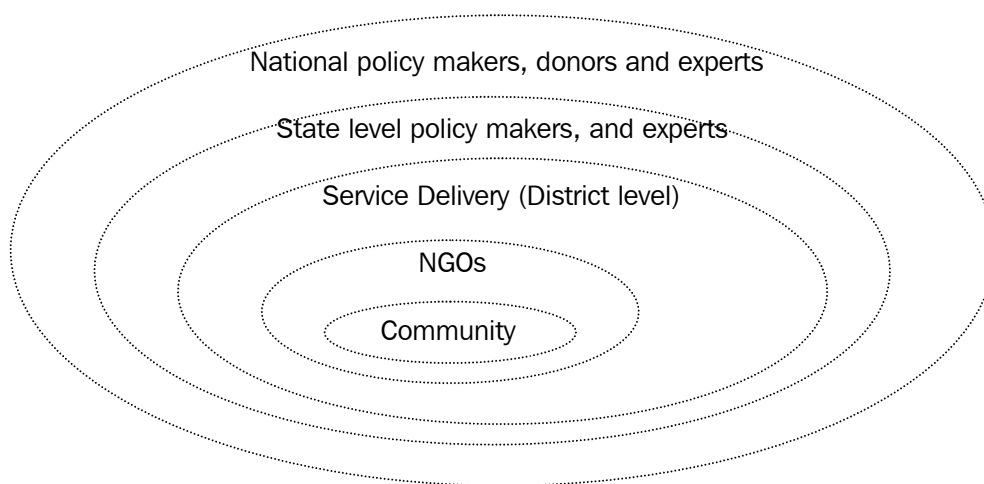 National policy makers, donors and experts
State level policy makers, and experts
Service Delivery (District level)
NGOs
Community